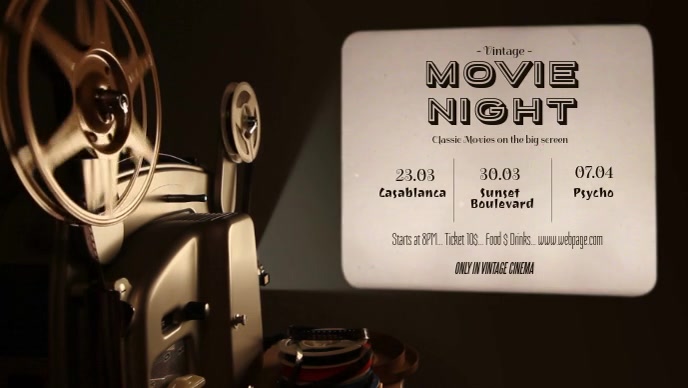 - Vintage -
MOVIE
NIGHT
Classic Movies on the big screen
23.03
Casablanca
30.03
Sunset
Boulevard
07.04
Psycho
Starts at 8PM... Ticket 10$... Food $ Drinks... www.webpage.com
ONLY IN VINTAGE CINEMA